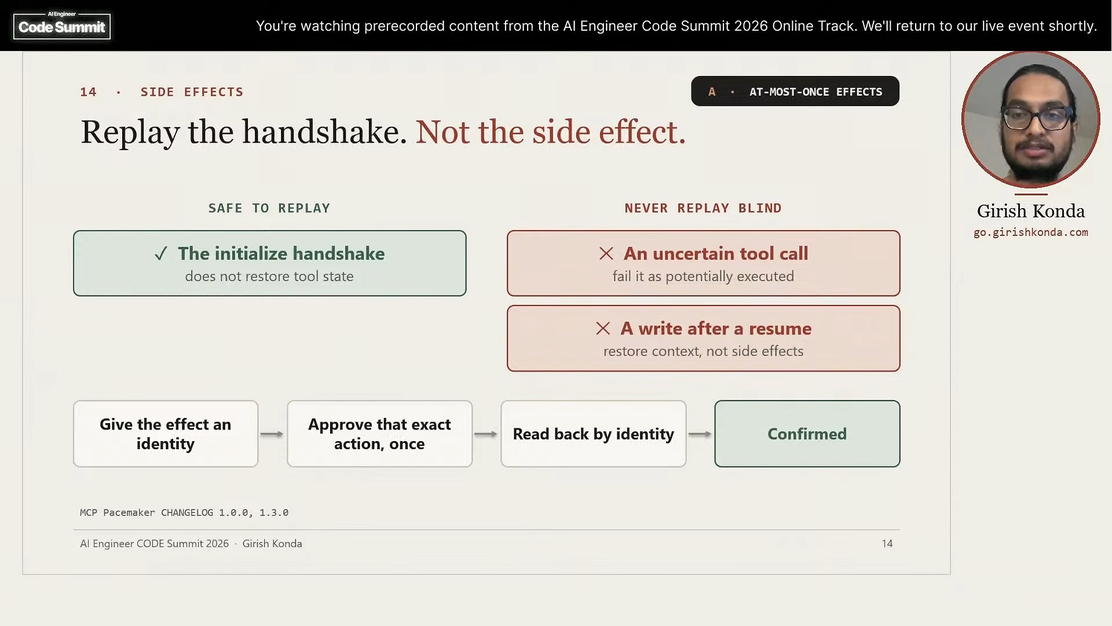 AI Engineer
Code Summit
You're watching prerecorded content from the AI Engineer Code Summit 2026 Online Track. We'll return to our live event shortly.
14 · SIDE EFFECTS
A · AT-MOST-ONCE EFFECTS
Replay the handshake. Not the side effect.
SAFE TO REPLAY
✓ The initialize handshake
does not restore tool state
NEVER REPLAY BLIND
✕ An uncertain tool call
fail it as potentially executed
✕ A write after a resume
restore context, not side effects
Give the effect an
identity
Approve that exact
action, once
Read back by identity
Confirmed
MCP Pacemaker CHANGELOG 1.0.0, 1.3.0
AI Engineer CODE Summit 2026 · Girish Konda
14
Girish Konda
go.girishkonda.com